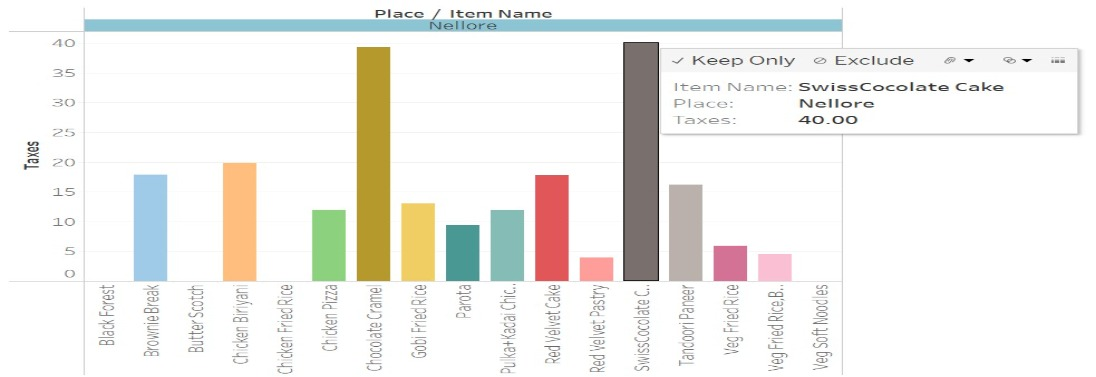 Place / Item Name
Nellore
40
35
30
25
20
15
10
5
0
Taxes
Keep Only Exclude
Item Name: SwissCocolate Cake
Place: Nellore
Taxes: 40.00
Black Forest
Brownie Break
Butter Scotch
Chicken Biriyani
Chicken Fried Rice
Chicken Pizza
Chocolate Cramel
Gobi Fried Rice
Parota
Pulka+Kadai Chic..
Red Velvet Cake
Red Velvet Pastry
SwissCocolate C..
Tandoori Paneer
Veg Fried Rice
Veg Fried Rice,B..
Veg Soft Noodles